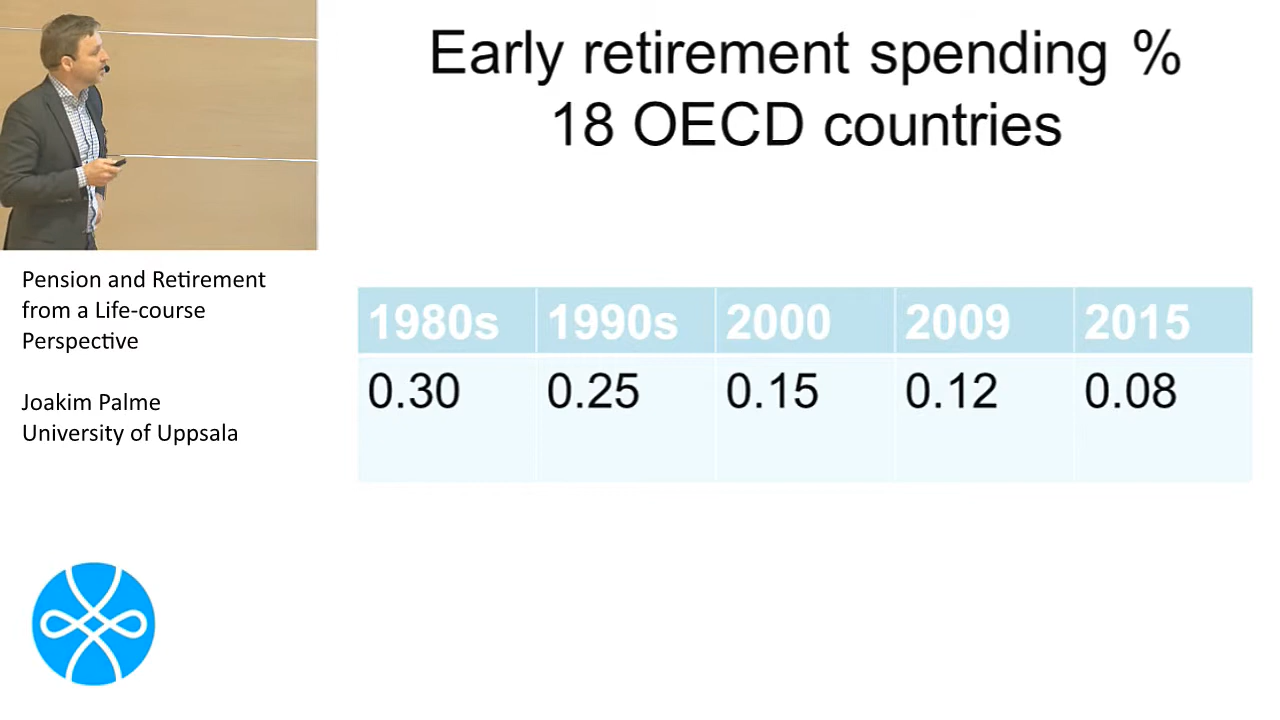 Early retirement spending %
18 OECD countries
Pension and Retirement
from a Life-course
Perspective
Joakim Palme
University of Uppsala
1980s 1990s 2000 2009 2015
0.30 0.25 0.15 0.12 0.08